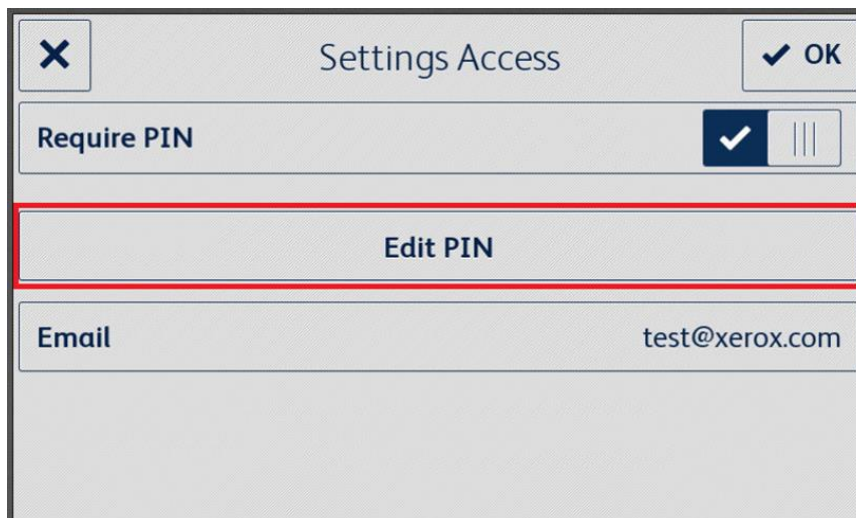 Settings Access
OK
Require PIN
Edit PIN
Email test@xerox.com